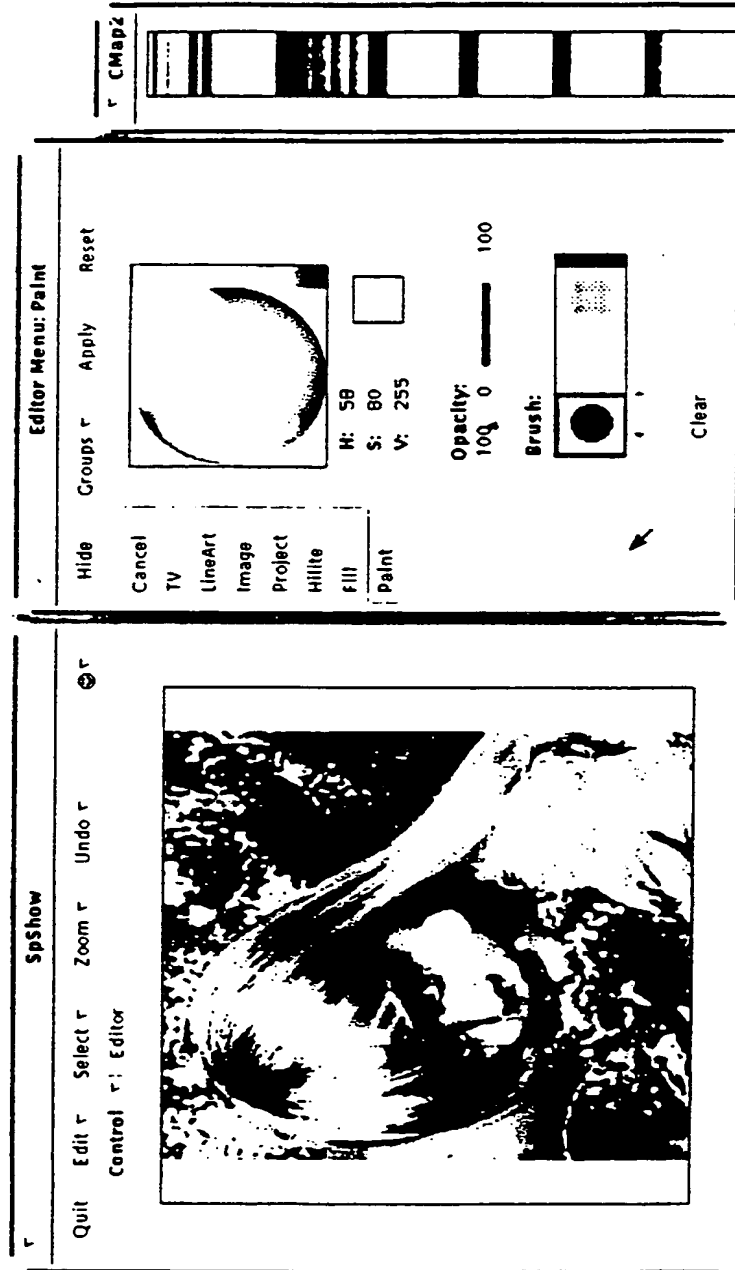 SpShow
Quit Edit Select Zoom Undo
Control : Editor
Editor Menu: Paint
Hide Groups Apply Reset
Cancel
TV
LineArt
Image
Project
Hilite
Fill
Paint
H: 58
S: 80
V: 255
Opacity:
100 0 100
Brush:
Clear
CMap2